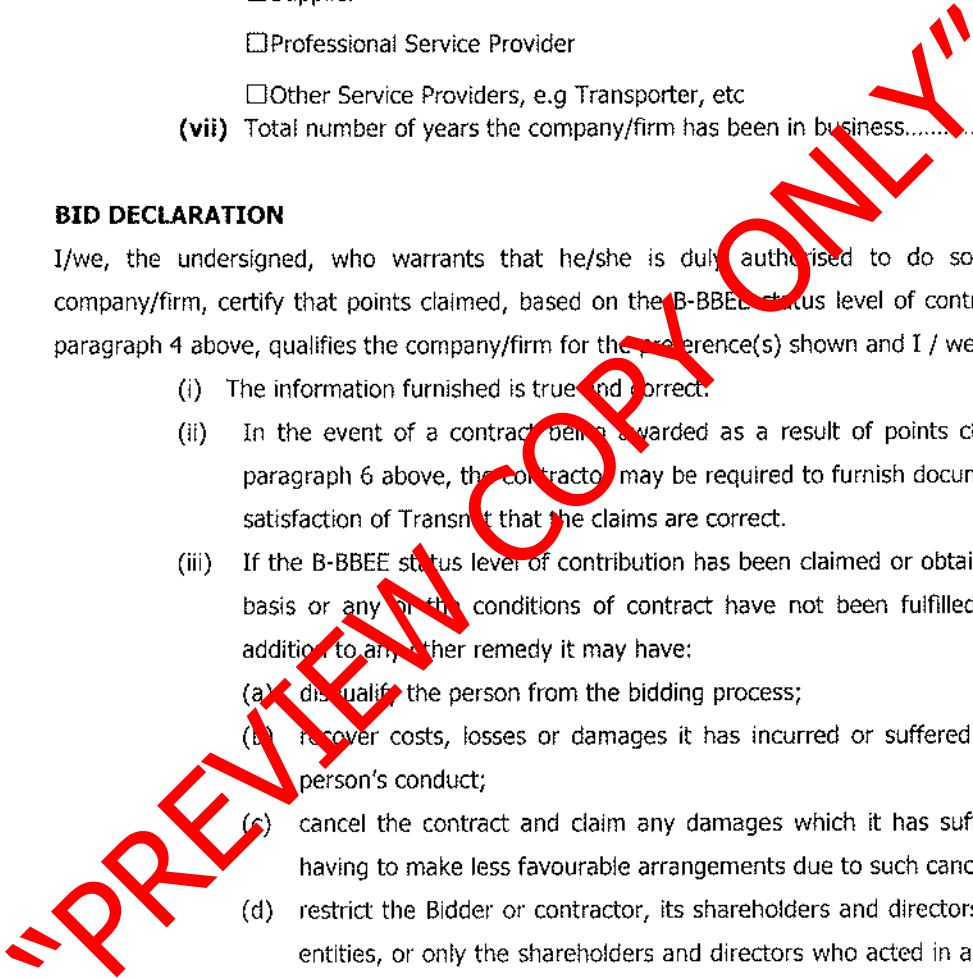 ☐Professional Service Provider
☐Other Service Providers, e.g Transporter, etc
(vii) Total number of years the company/firm has been in business..........
BID DECLARATION
I/we, the undersigned, who warrants that he/she is duly authorised to do so
company/firm, certify that points claimed, based on the B-BBEE status level of
paragraph 4 above, qualifies the company/firm for the preference(s) shown and I / we
(i) The information furnished is true and correct.
(ii) In the event of a contract being awarded as a result of points
paragraph 6 above, the contractor may be required to furnish
satisfaction of Transnet that the claims are correct.
(iii) If the B-BBEE status level of contribution has been claimed or
basis or any of the conditions of contract have not been fulfilled
addition to any other remedy it may have:
(a) disqualify the person from the bidding process;
(b) recover costs, losses or damages it has incurred or suffered
person's conduct;
(c) cancel the contract and claim any damages which it has
having to make less favourable arrangements due to such
(d) restrict the Bidder or contractor, its shareholders and directors
entities, or only the shareholders and directors who acted in a
"PREVIEW COPY ONLY"